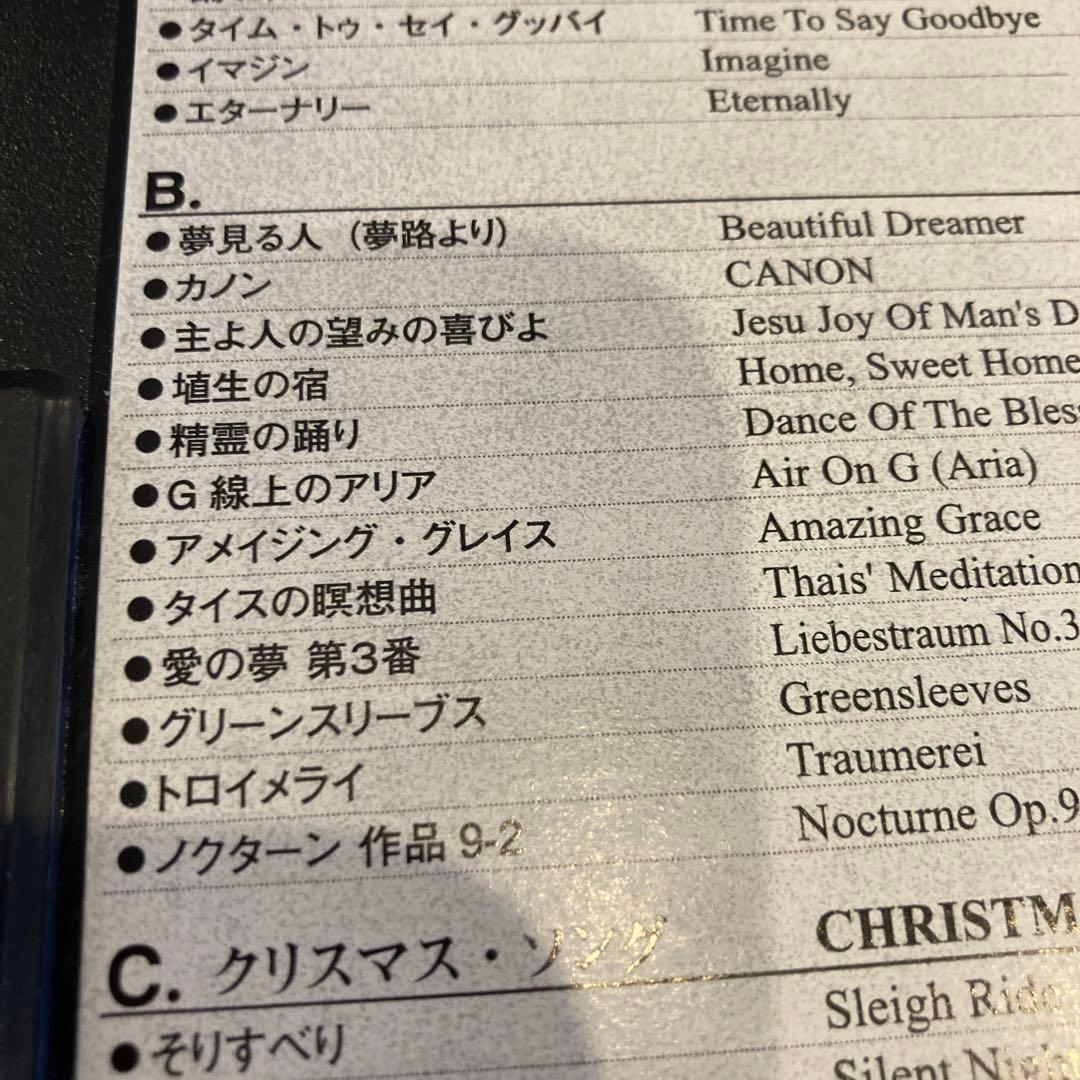 ●タイム・トゥ・セイ・グッバイ Time To Say Goodbye
●イマジン Imagine
●エターナリー Eternally
B.
●夢見る人 (夢路より) Beautiful Dreamer
●カノン CANON
●主よ人の望みの喜びよ Jesu Joy Of Man's D
●埴生の宿 Home, Sweet Home
●精霊の踊り Dance Of The Bles
●G 線上のアリア Air On G (Aria)
●アメイジング・グレイス Amazing Grace
●タイスの瞑想曲 Thais' Meditation
●愛の夢 第3番 Liebestraum No.3
●グリーンスリーブス Greensleeves
●トロイメライ Traumerei
●ノクターン 作品 9-2 Nocturne Op.9
C. クリスマス・ソング CHRISTM
●そりすべり Sleigh Ride
Silent Night